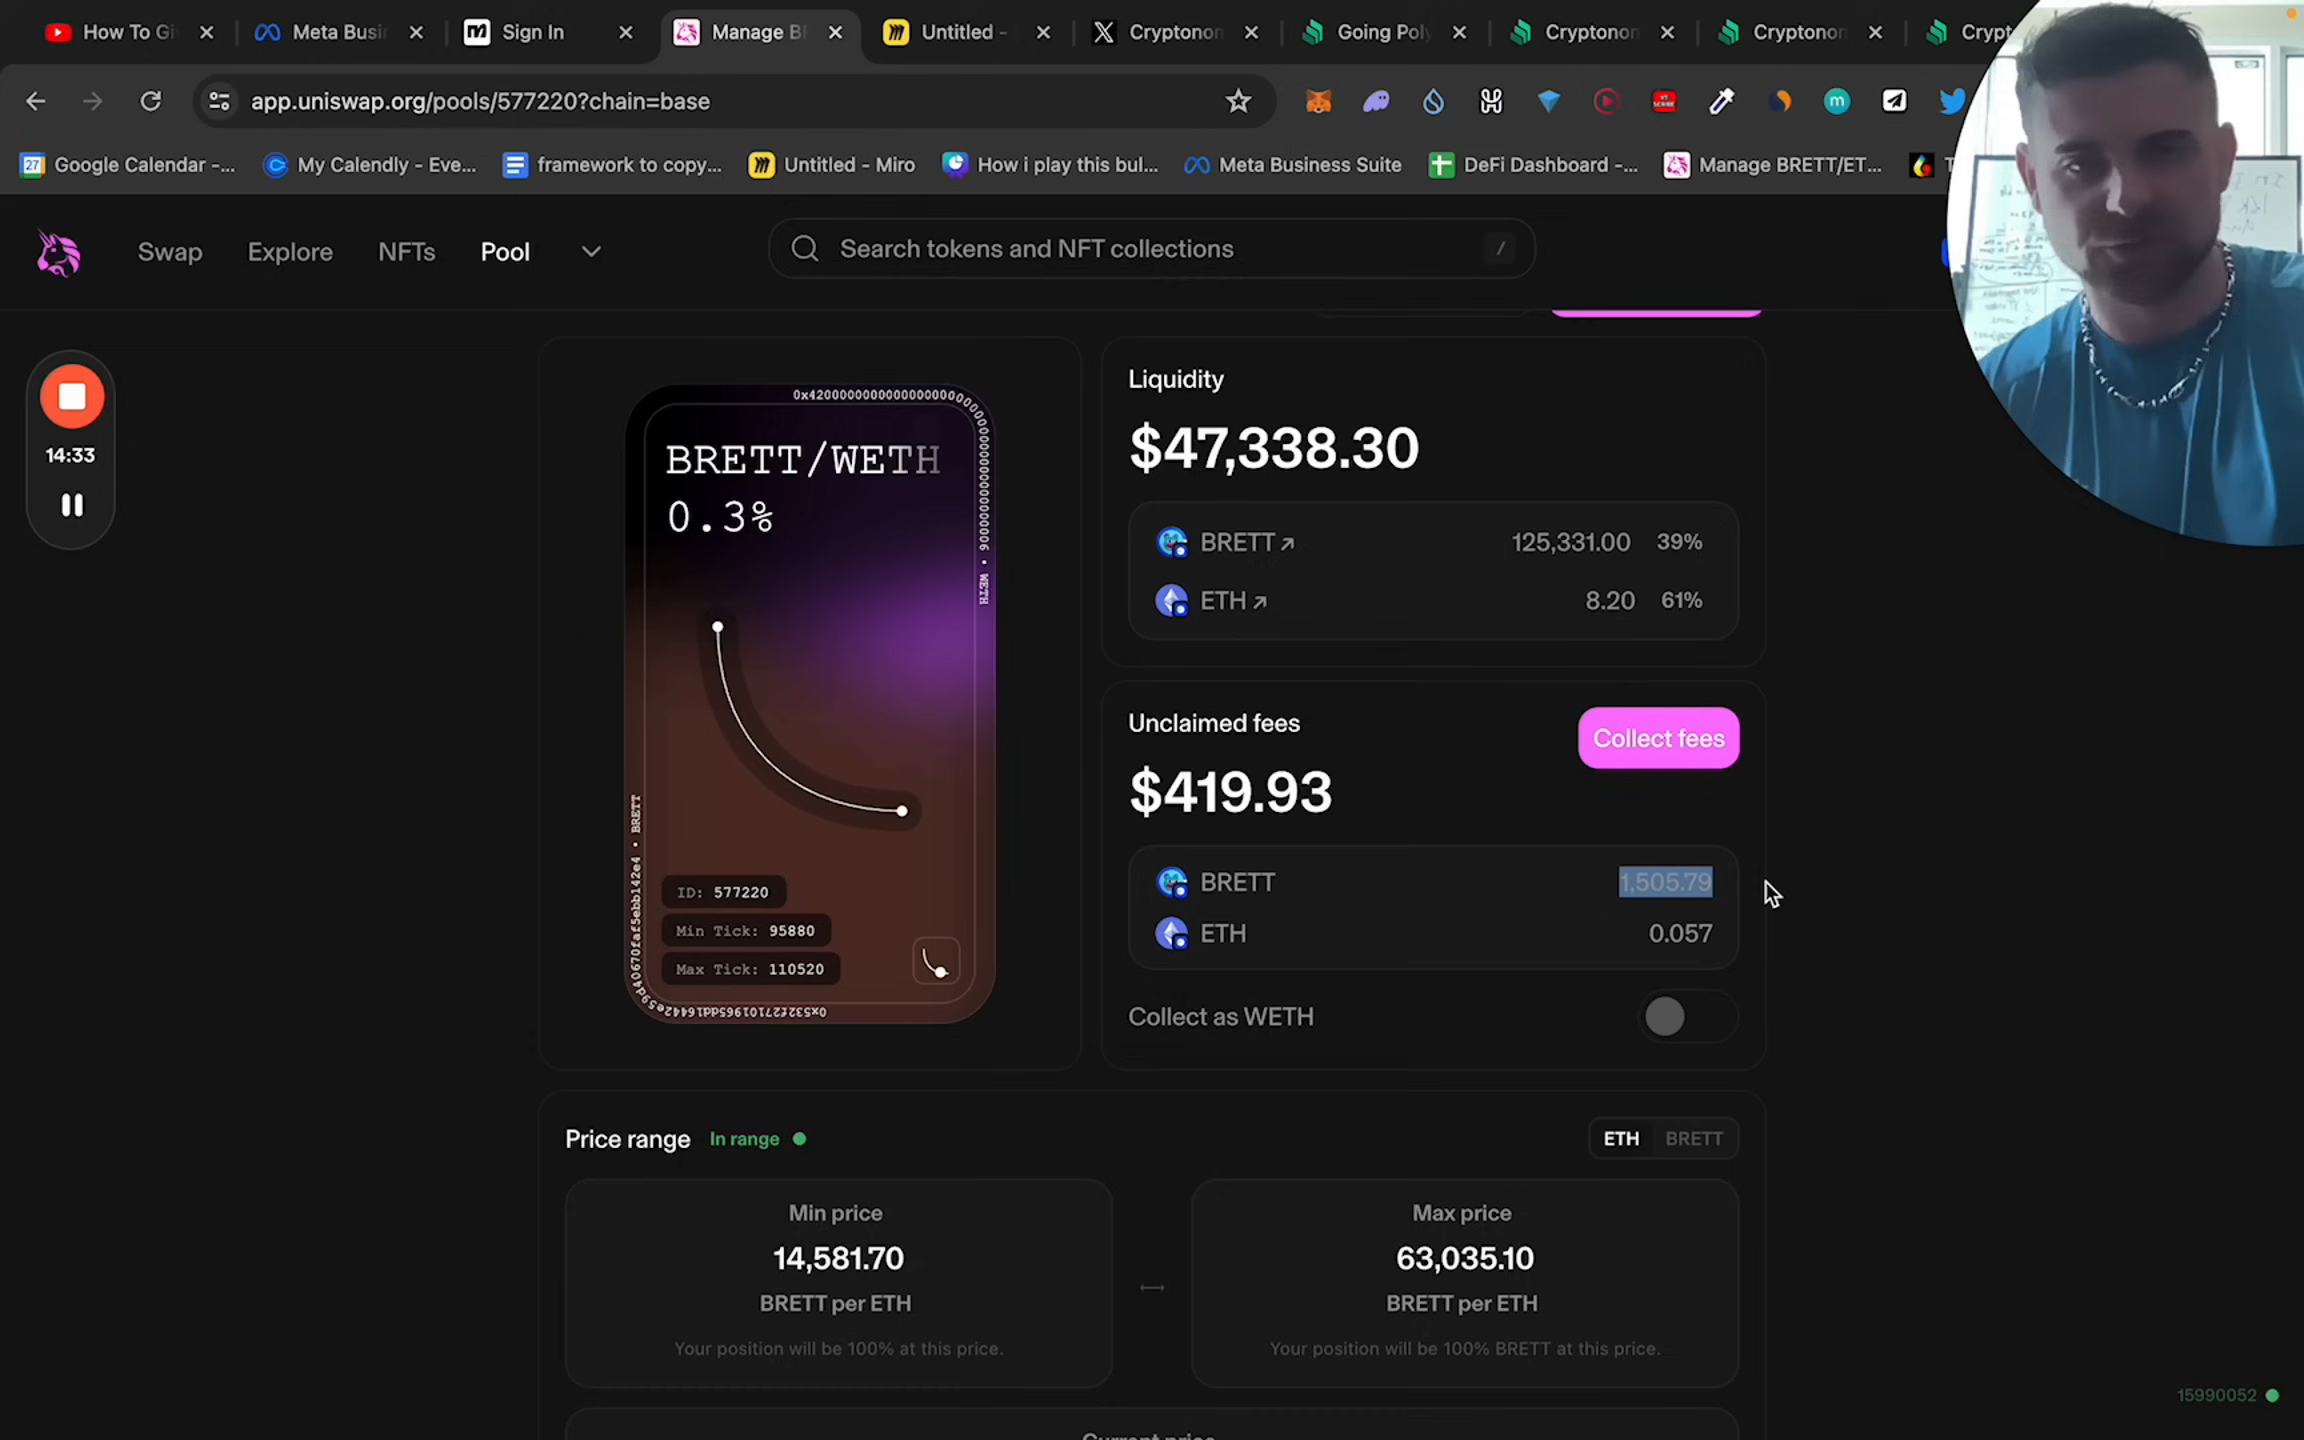 How To Gi
Meta Busin
Sign In
Manage B
Untitled -
Cryptonom
Going Poly
Cryptonom
Cryptonom
Crypt
app.uniswap.org/pools/577220?chain=base
27 Google Calendar -...
My Calendly - Eve...
framework to copy...
Untitled - Miro
How i play this bul...
Meta Business Suite
DeFi Dashboard -...
Manage BRETT/ET...
Swap
Explore
NFTs
Pool
Search tokens and NFT collections
/
14:33
BRETT/WETH
0.3%
ID: 577220
Min Tick: 95880
Max Tick: 110520
Liquidity
$47,338.30
BRETT↗ 125,331.00 39%
ETH↗ 8.20 61%
Unclaimed fees
Collect fees
$419.93
BRETT 1,505.79
ETH 0.057
Collect as WETH
Price range In range
ETH BRETT
Min price
14,581.70
BRETT per ETH
Your position will be 100% at this price.
Max price
63,035.10
BRETT per ETH
Your position will be 100% BRETT at this price.
15990052